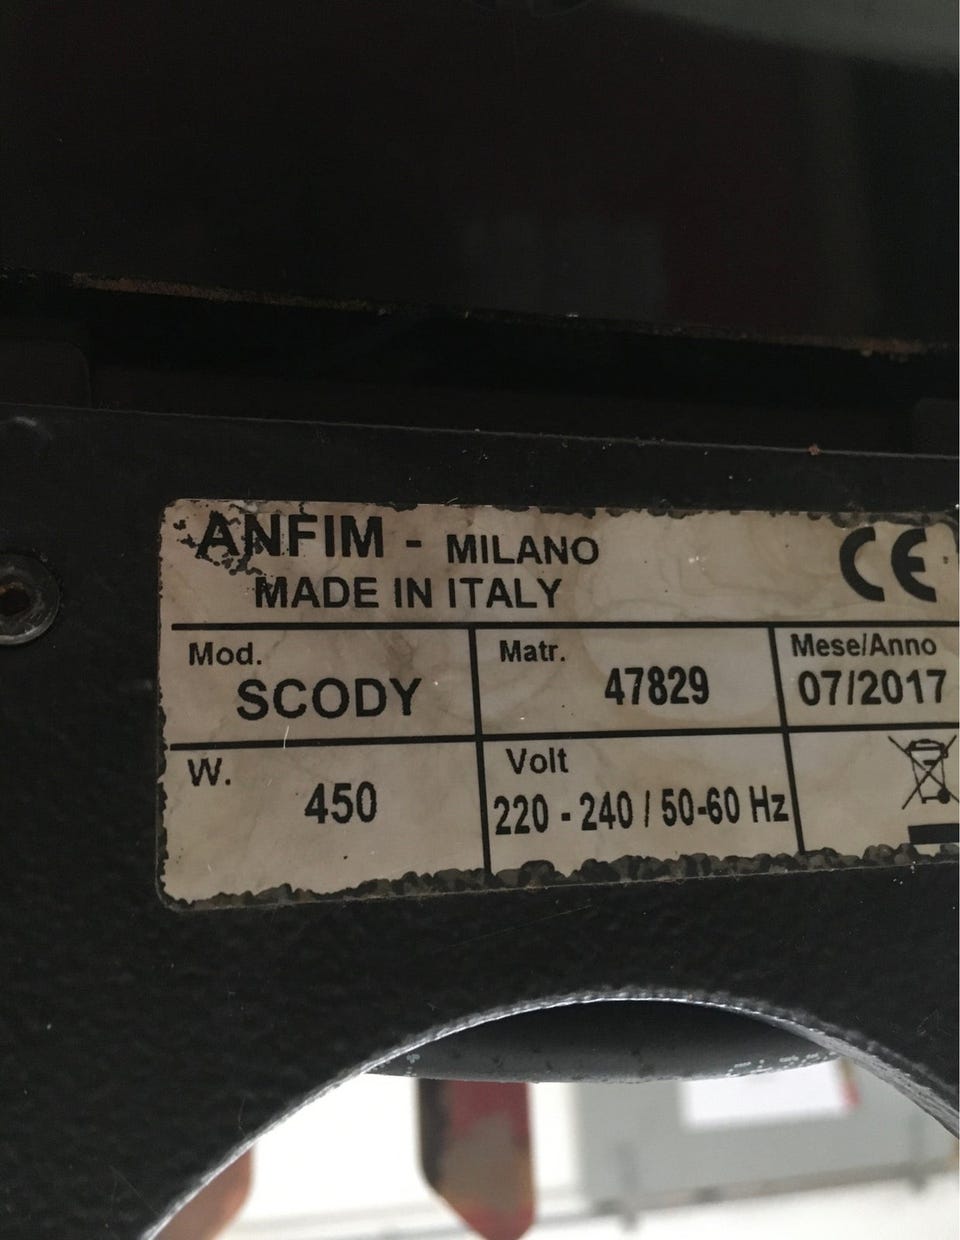 ANFIM - MILANO
MADE IN ITALY
CE
Mod.
SCODY
Matr.
47829
Mese/Anno
07/2017
W.
450
Volt
220 - 240 / 50-60 Hz